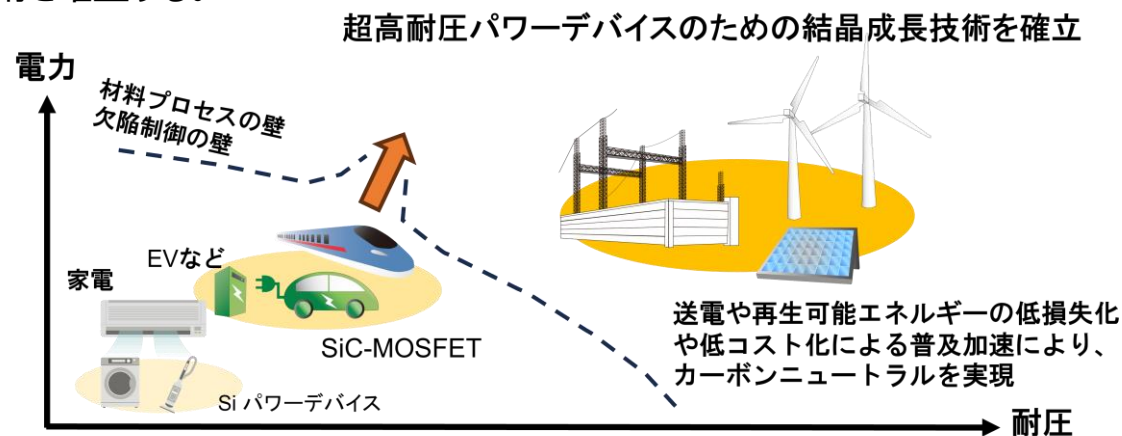 超高耐圧パワーデバイスのための結晶成長技術を確立
電力
材料プロセスの壁
欠陥制御の壁
EVなど
家電
SiC-MOSFET
Si パワーデバイス
送電や再生可能エネルギーの低損失化
や低コスト化による普及加速により、
カーボンニュートラルを実現
耐圧